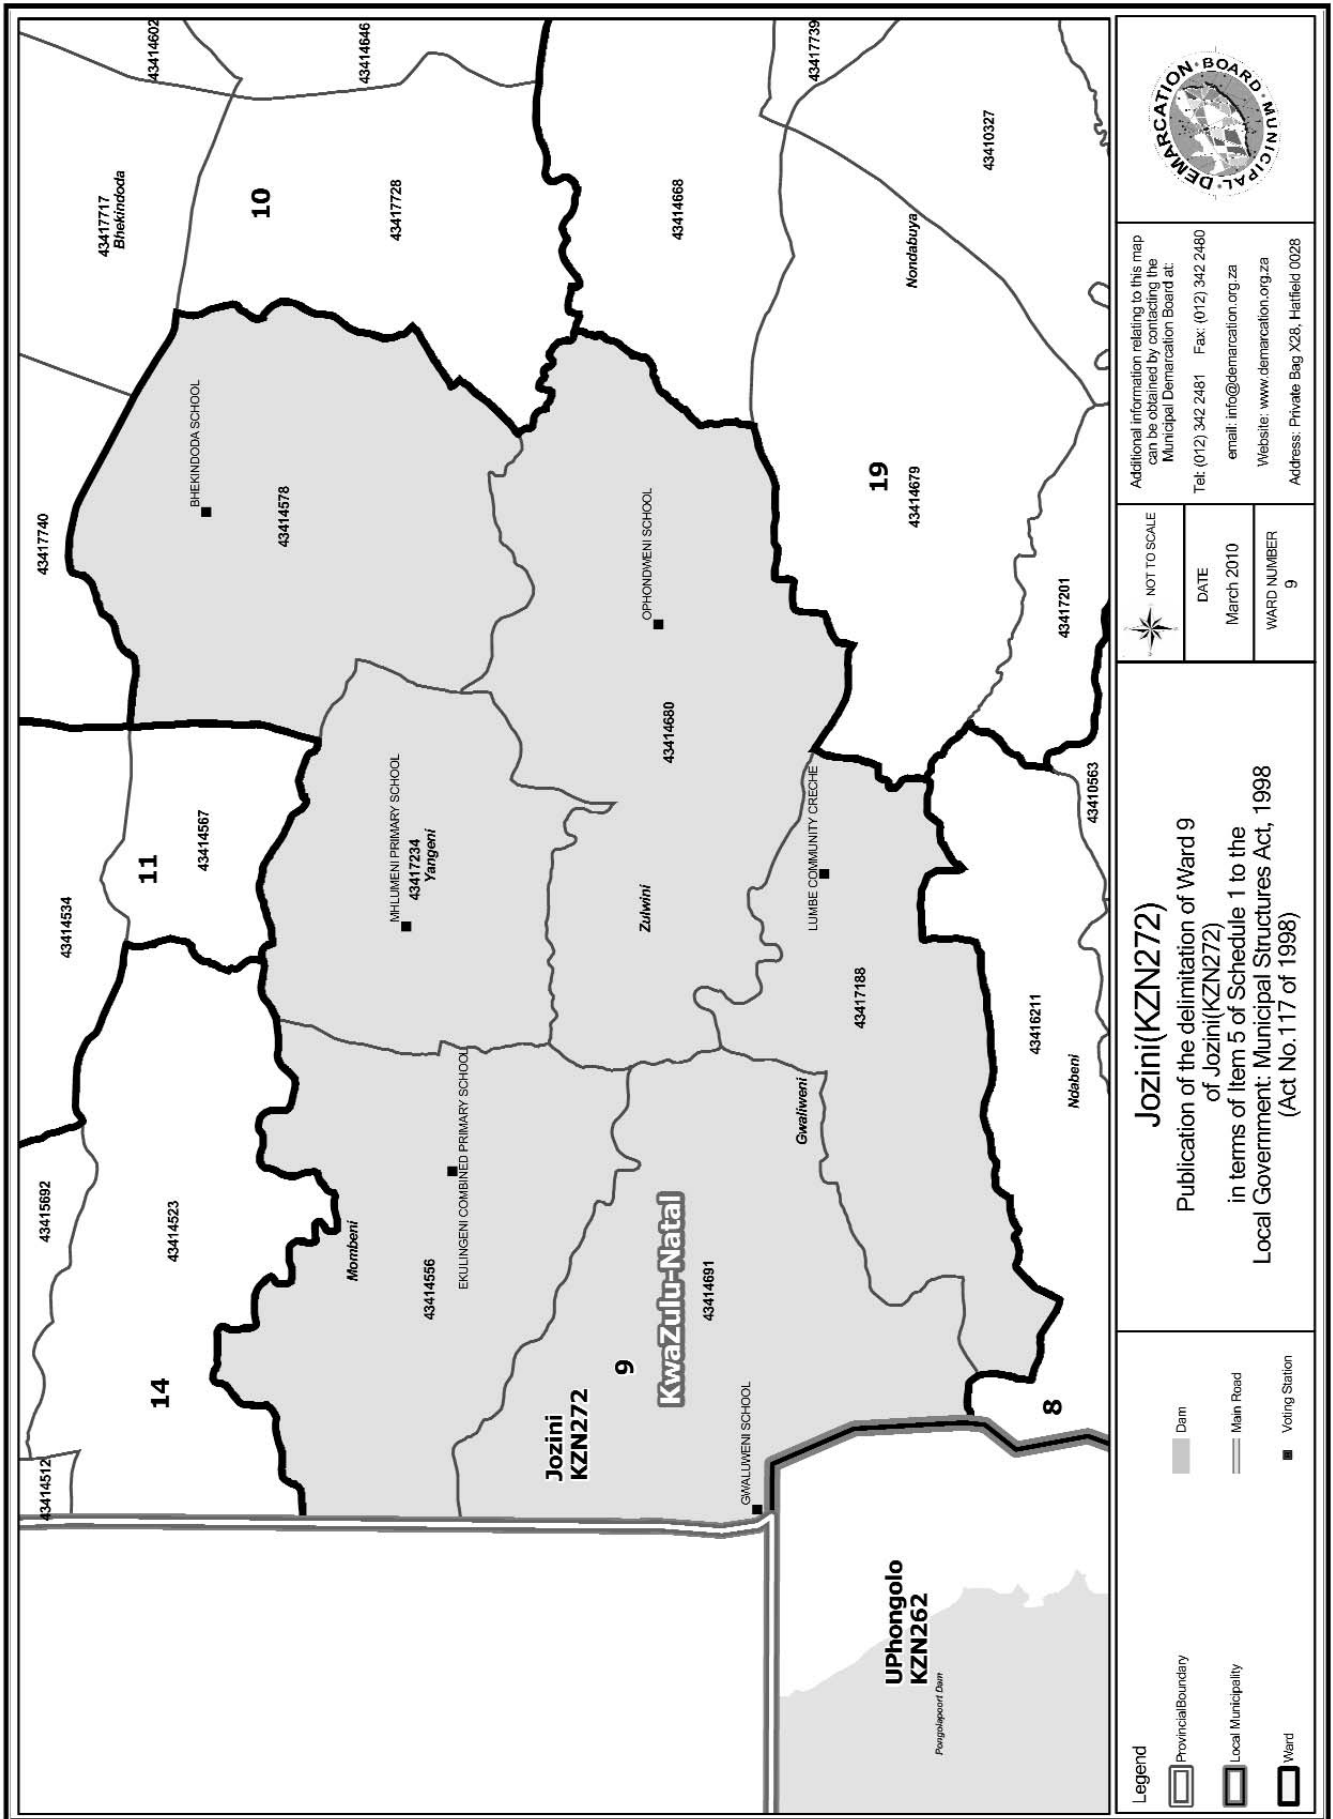 43414512
43415692
43414534
43417740
43417717
Bhekindoda
43414602
43414646
14
43414523
11
43414567
10
43417728
BHEKINDODA SCHOOL
43414578
Mombeni
43414556
EKULINGENI COMBINED PRIMARY SCHOOL
MHLUMENI PRIMARY SCHOOL
43417234
Yangeni
Jozini
KZN272
9
KwaZulu-Natal
43414691
GWALUWENI SCHOOL
Zulwini
43414680
OPHONDWENI SCHOOL
43414668
43417739
Gwaliweni
LUMBE COMMUNITY CRECHE
43417188
19
43414679
Nondabuya
43410327
UPhongolo
KZN262
Pongolapoort Dam
8
43416211
Ndabeni
43410563
43417201
Legend
ProvincialBoundary
Local Municipality
Ward
Dam
Main Road
Voting Station
Jozini(KZN272)
Publication of the delimitation of Ward 9
of Jozini(KZN272)
in terms of Item 5 of Schedule 1 to the
Local Government: Municipal Structures Act, 1998
(Act No.117 of 1998)
NOT TO SCALE
DATE
March 2010
WARD NUMBER
9
Additional information relating to this map
can be obtained by contacting the
Municipal Demarcation Board at:
Tel: (012) 342 2481 Fax: (012) 342 2480
email: info@demarcation.org.za
Website: www.demarcation.org.za
Address: Private Bag X28, Hatfield 0028
MUNICIPAL • DEMARCATION • BOARD •